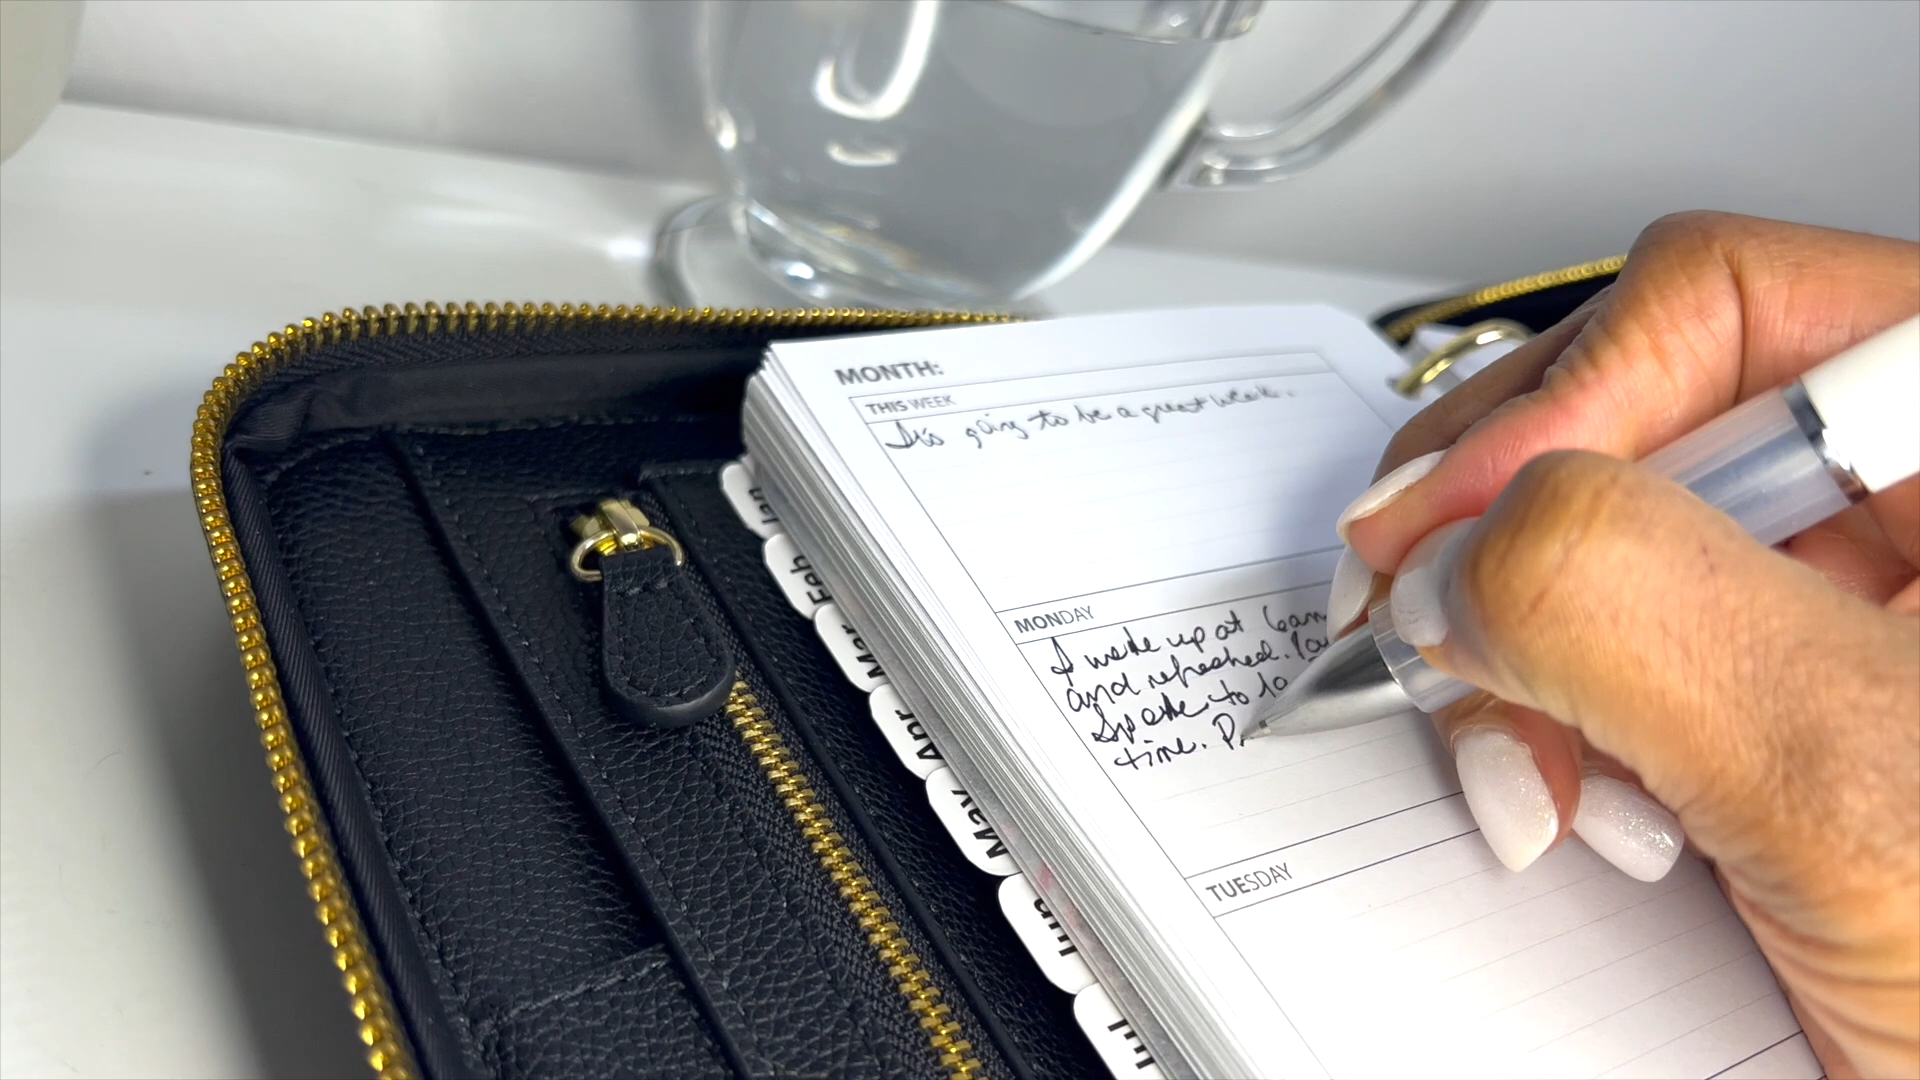 MONTH:
THIS WEEK
It's going to be a great week.
MONDAY
I woke up at 6am
and refreshed.
Spoke to
time.
TUESDAY
Jan
Feb
Mar
Apr
May
Jun
Jul